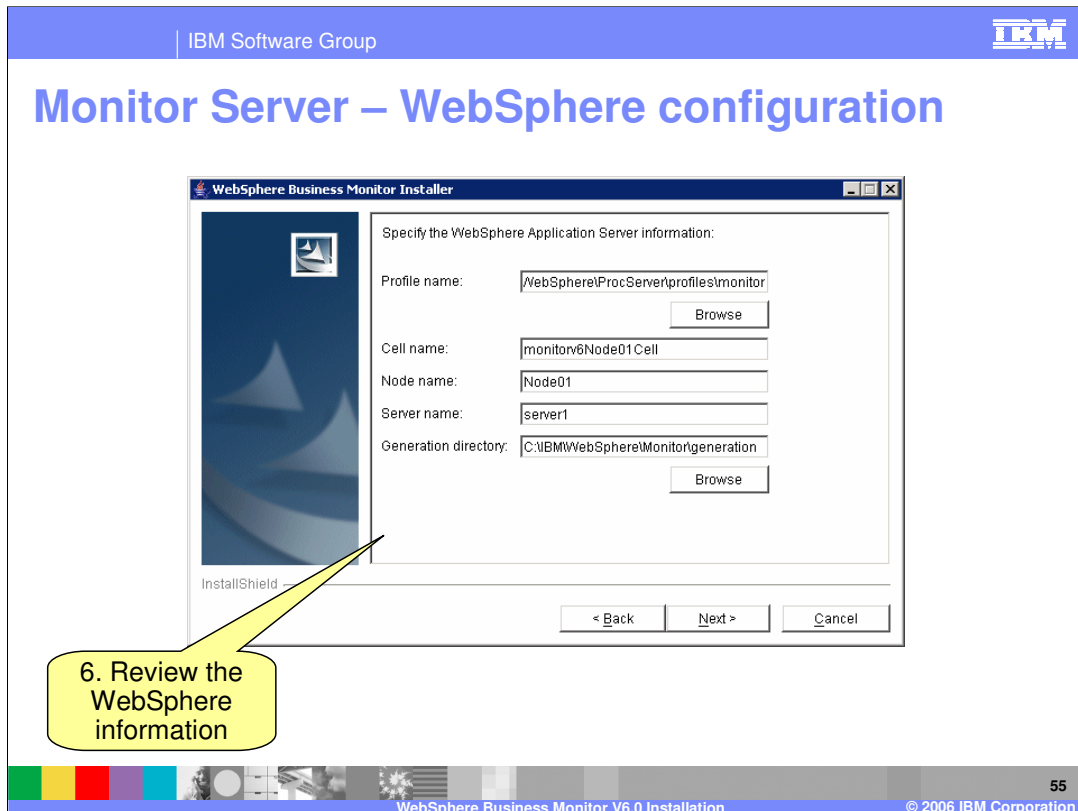 IBM Software Group
IBM
Monitor Server – WebSphere configuration
WebSphere Business Monitor Installer
Specify the WebSphere Application Server information:
Profile name: /WebSphere\ProcServer\profiles\monitor
Browse
Cell name: monitorv6Node01Cell
Node name: Node01
Server name: server1
Generation directory: C:\IBM\WebSphere\Monitor\generation
Browse
InstallShield
< Back Next > Cancel
6. Review the
WebSphere
information
55
WebSphere Business Monitor V6.0 Installation © 2006 IBM Corporation